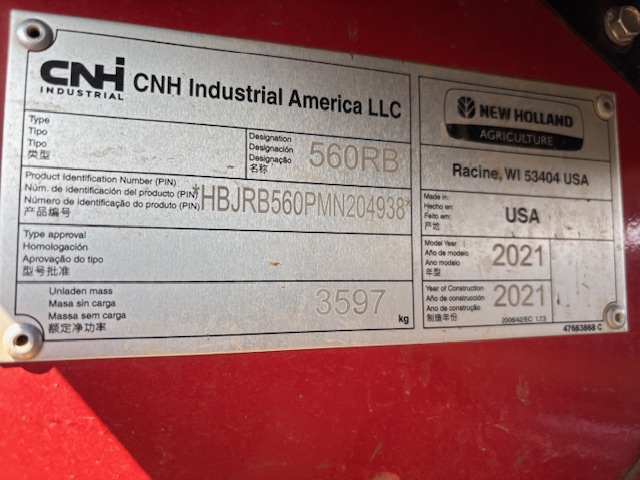 CNHi
INDUSTRIAL
CNH Industrial America LLC
Type
Tipo
Tipo
类型
Designation
Designación
Designação
名称
560RB
Product Identification Number (PIN)
Núm. de identificación del producto (PIN)
Número de identificação do produto (PIN)
产品编号
*HBJRB560PMN204938*
Type approval
Homologación
Aprovação do tipo
型号批准
Unladen mass
Masa sin carga
Massa sem carga
额定净功率
3597
kg
NEW HOLLAND
AGRICULTURE
Racine, WI 53404 USA
Made in:
Hecho en:
Feito em:
产地
USA
Model Year
Año de modelo
Ano modelo
年型
2021
Year of Construction
Año de construcción
Ano de construção
制造年份
2021
2006/42/EC 1.7.3
47683868 C